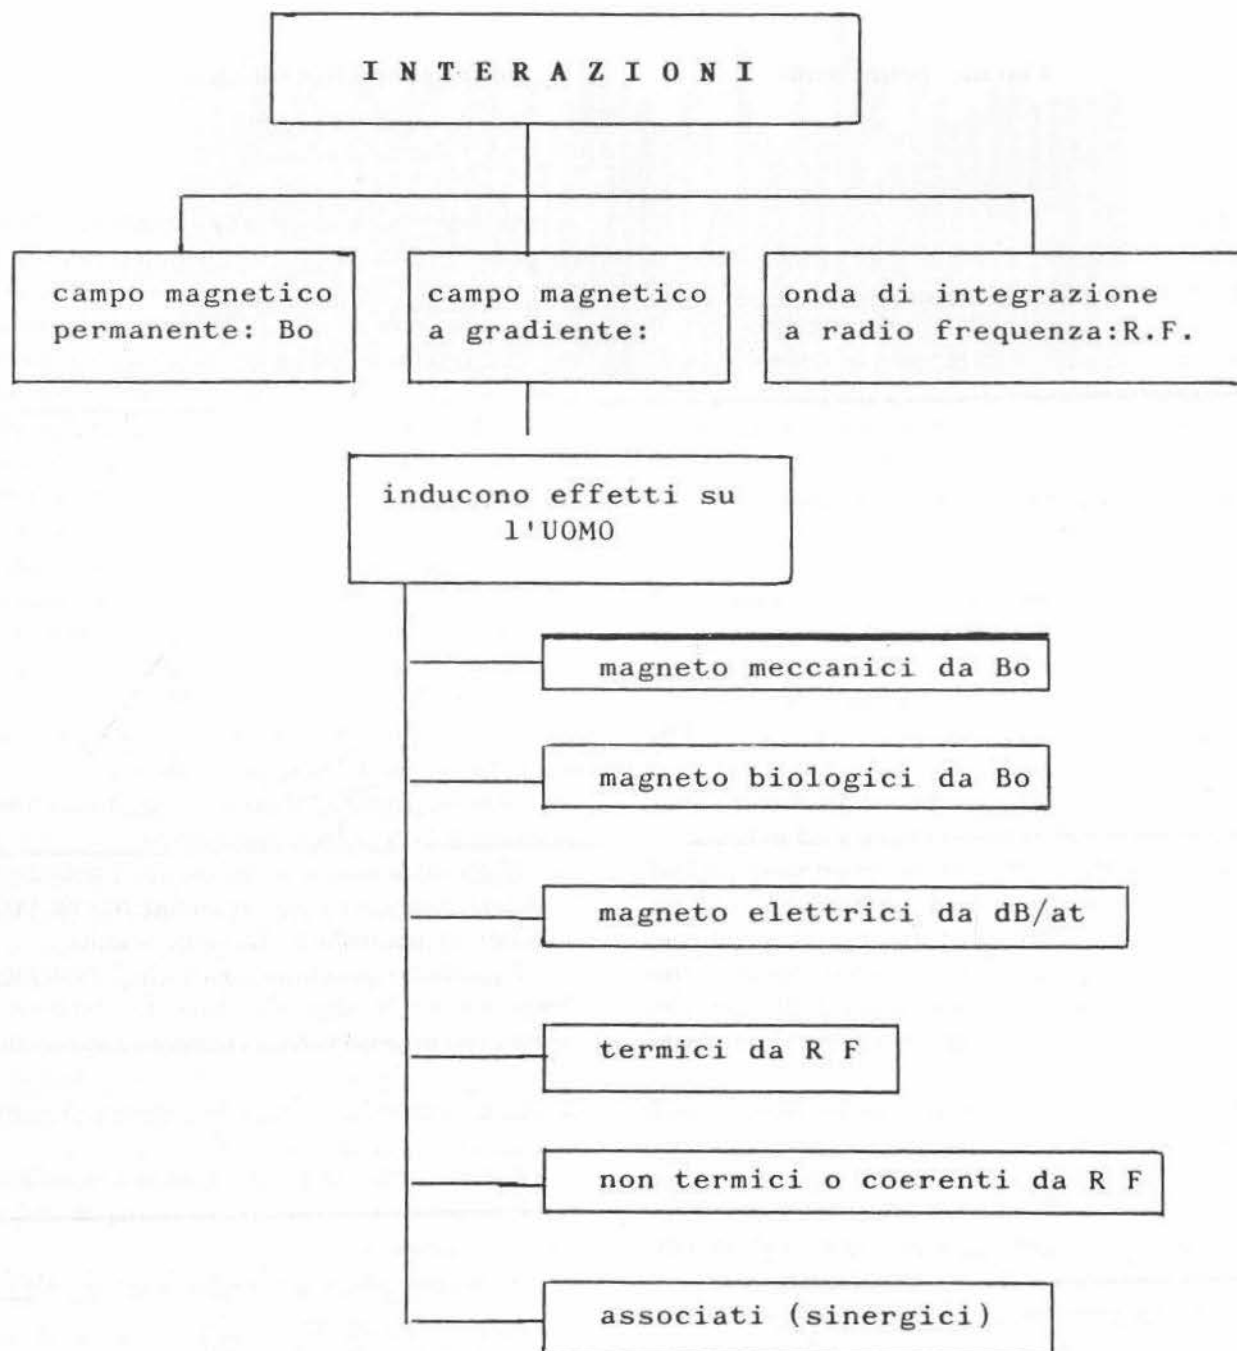 INTERAZIONI
campo magnetico
permanente: Bo
campo magnetico
a gradiente:
onda di integrazione
a radio frequenza:R.F.
inducono effetti su
l'UOMO
magneto meccanici da Bo
magneto biologici da Bo
magneto elettrici da dB/at
termici da R F
non termici o coerenti da R F
associati (sinergici)